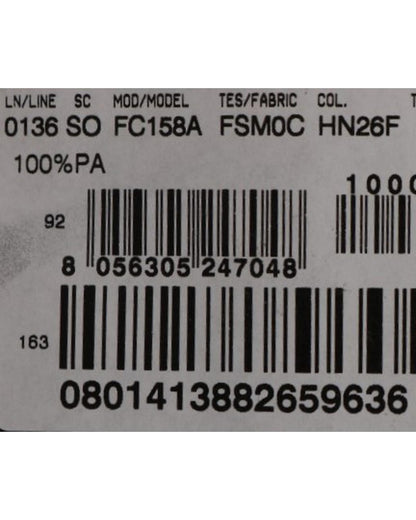 LN/LINE SC MOD/MODEL TES/FABRIC COL. T
0136 SO FC158A FSM0C HN26F
100%PA
1000
92
8 056305 247048
163
0801413882659636